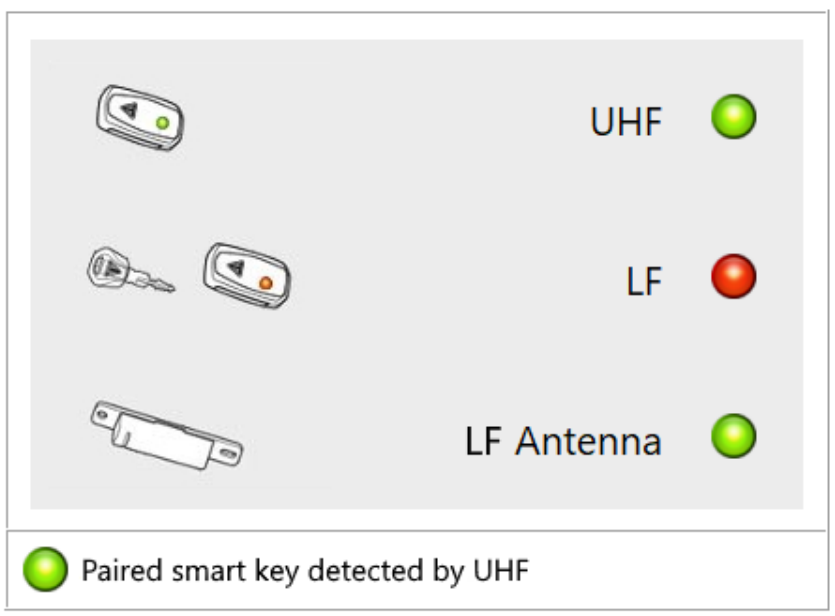 UHF
LF
LF Antenna
Paired smart key detected by UHF